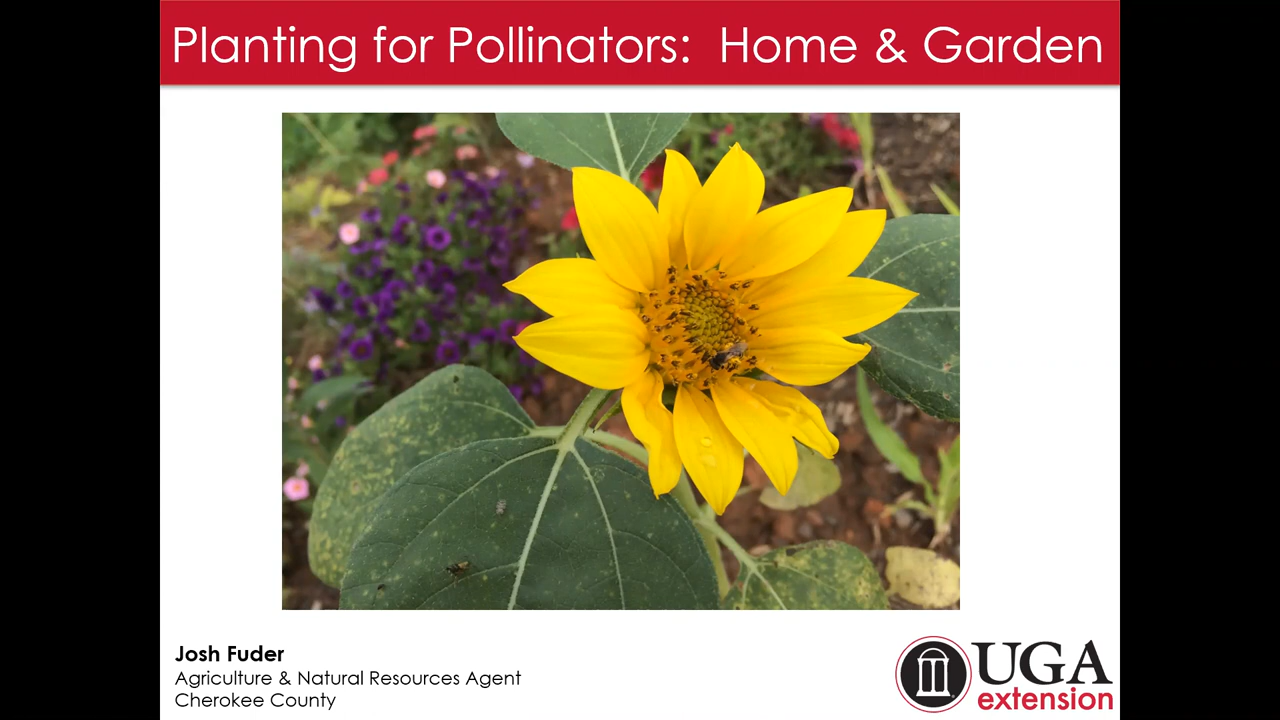 Planting for Pollinators: Home & Garden
Josh Fuder
Agriculture & Natural Resources Agent
Cherokee County
UGA
extension